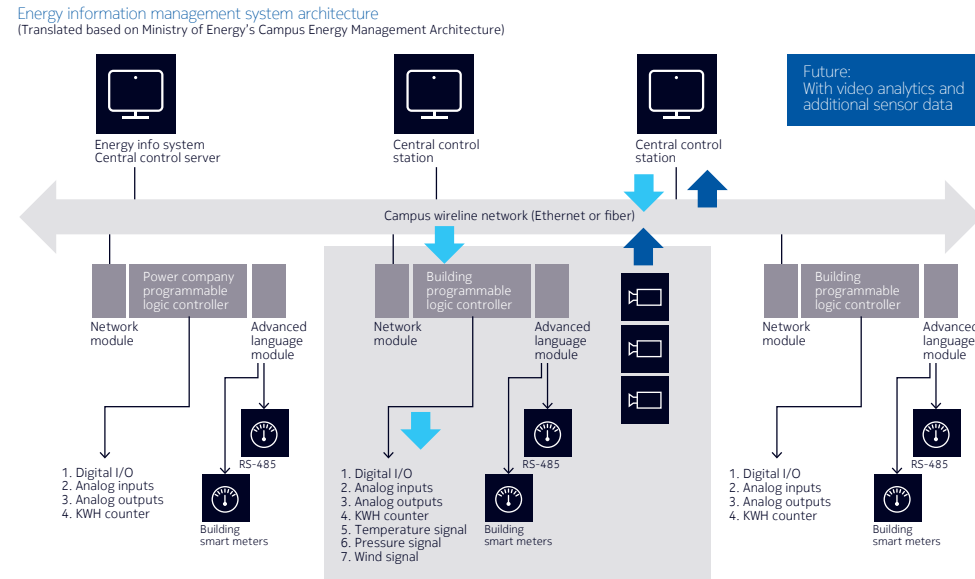 Energy information management system architecture
(Translated based on Ministry of Energy's Campus Energy Management Architecture)
Future:
With video analytics and
additional sensor data
Energy info system
Central control server
Central control
station
Central control
station
Campus wireline network (Ethernet or fiber)
Power company
programmable
logic controller
Network
module
Advanced
language
module
RS-485
1. Digital I/O
2. Analog inputs
3. Analog outputs
4. KWH counter
Building
smart meters
Building
programmable
logic controller
Network
module
Advanced
language
module
RS-485
1. Digital I/O
2. Analog inputs
3. Analog outputs
4. KWH counter
5. Temperature signal
6. Pressure signal
7. Wind signal
Building
smart meters
Building
programmable
logic controller
Network
module
Advanced
language
module
RS-485
1. Digital I/O
2. Analog inputs
3. Analog outputs
4. KWH counter
Building
smart meters